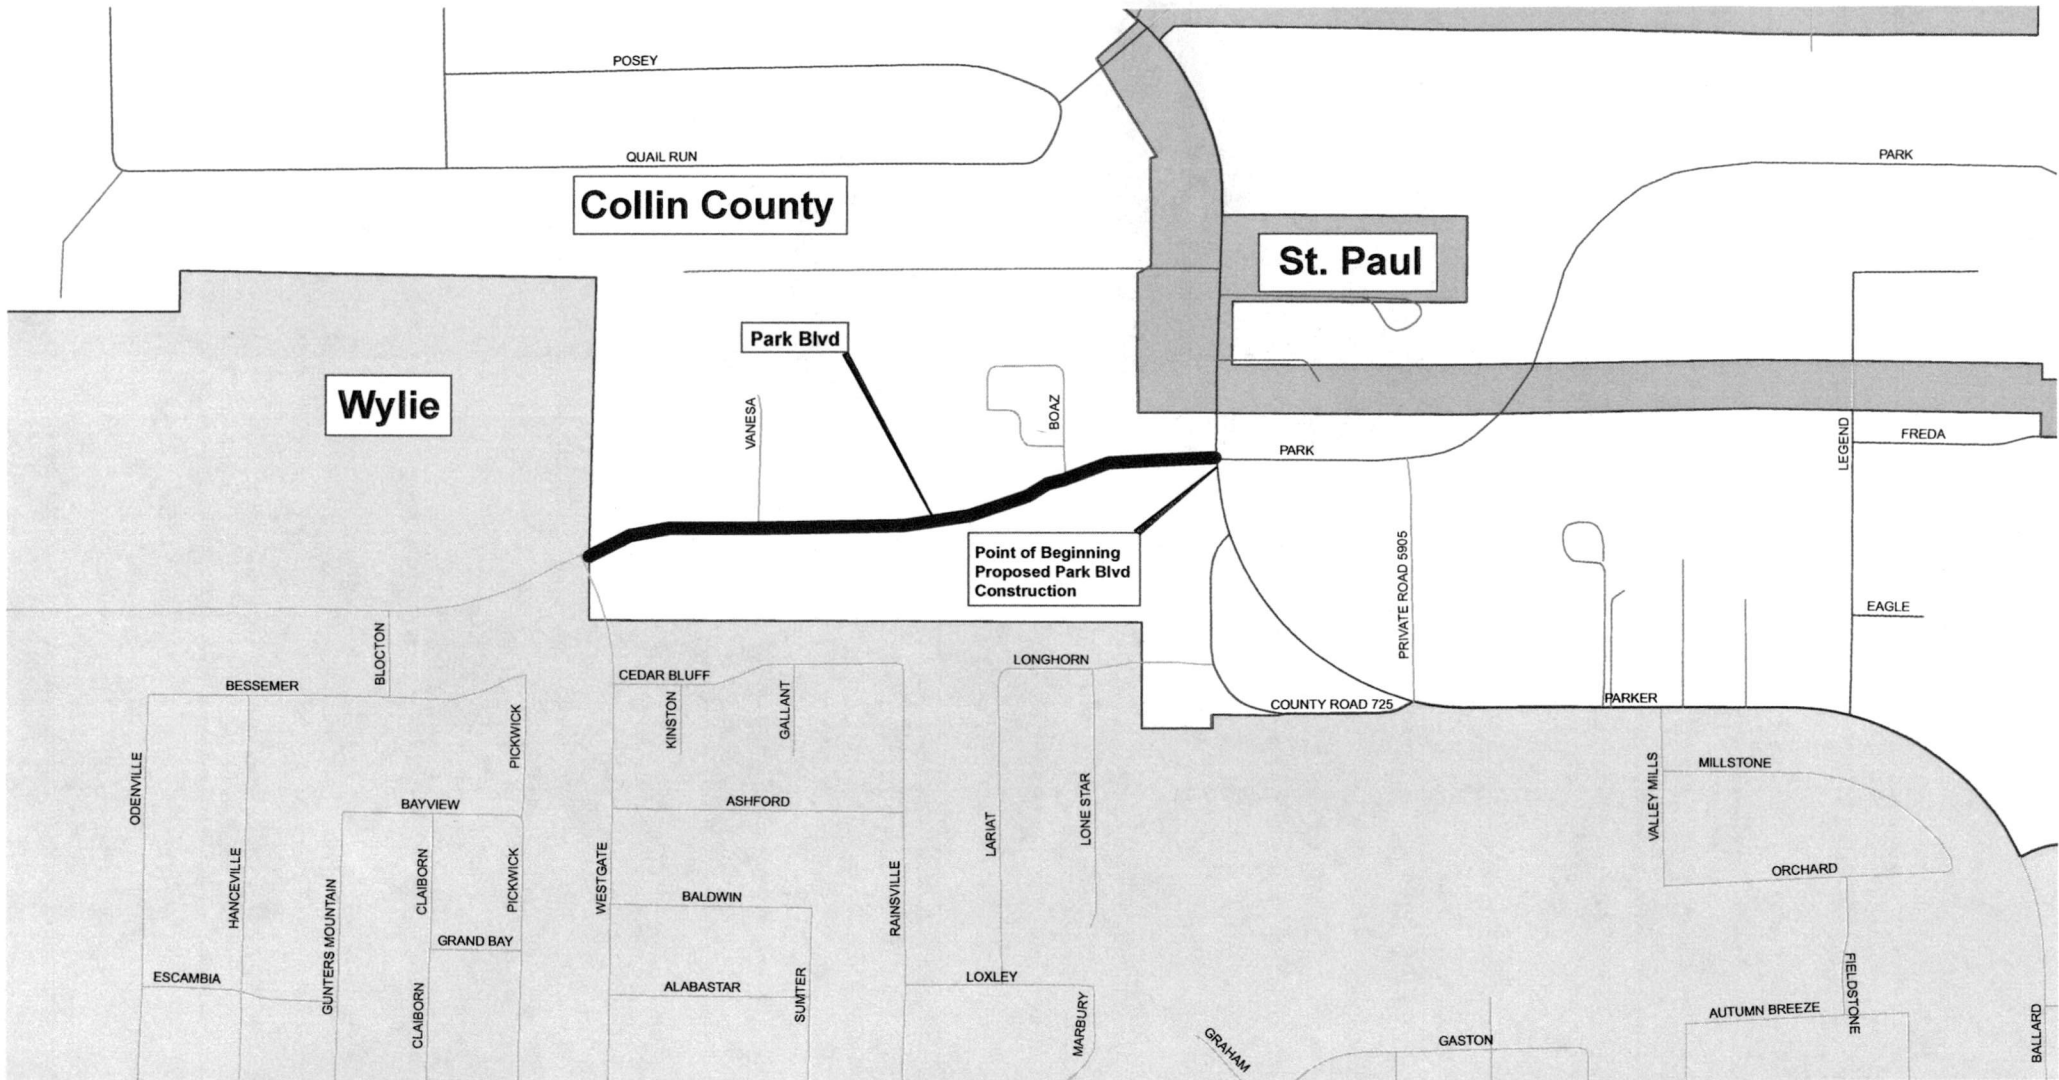 POSEY
QUAIL RUN
PARK
Collin County
St. Paul
Park Blvd
Wylie
VANESA
BOAZ
PARK
LEGEND
FREDA
Point of Beginning
Proposed Park Blvd
Construction
PRIVATE ROAD 5905
EAGLE
BLOCTON
BESSEMER
CEDAR BLUFF
LONGHORN
KINSTON
GALLANT
COUNTY ROAD 725
PARKER
PICKWICK
ODENVILLE
MILLSTONE
VALLEY MILLS
BAYVIEW
ASHFORD
LARIAT
LONE STAR
ORCHARD
HANCEVILLE
GUNTERS MOUNTAIN
CLAIBORN
PICKWICK
WESTGATE
BALDWIN
RAINSVILLE
GRAND BAY
ESCAMBIA
CLAIBORN
ALABASTAR
SUMTER
LOXLEY
MARBURY
GRAHAM
GASTON
AUTUMN BREEZE
FIELDSTONE
BALLARD